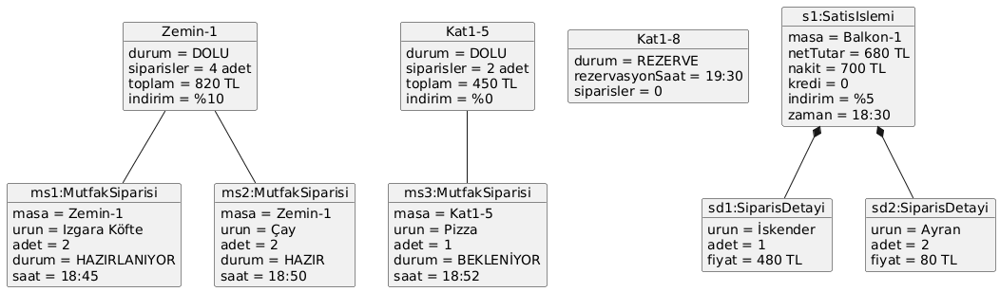 Zemin-1
durum = DOLU
siparisler = 4 adet
toplam = 820 TL
indirim = %10
Kat1-5
durum = DOLU
siparisler = 2 adet
toplam = 450 TL
indirim = %0
Kat1-8
durum = REZERVE
rezervasyonSaat = 19:30
siparisler = 0
s1:SatisIslemi
masa = Balkon-1
netTutar = 680 TL
nakit = 700 TL
kredi = 0
indirim = %5
zaman = 18:30
ms1:MutfakSiparisi
masa = Zemin-1
urun = Izgara Köfte
adet = 2
durum = HAZIRLANIYOR
saat = 18:45
ms2:MutfakSiparisi
masa = Zemin-1
urun = Çay
adet = 2
durum = HAZIR
saat = 18:50
ms3:MutfakSiparisi
masa = Kat1-5
urun = Pizza
adet = 1
durum = BEKLENİYOR
saat = 18:52
sd1:SiparisDetayi
urun = İskender
adet = 1
fiyat = 480 TL
sd2:SiparisDetayi
urun = Ayran
adet = 2
fiyat = 80 TL